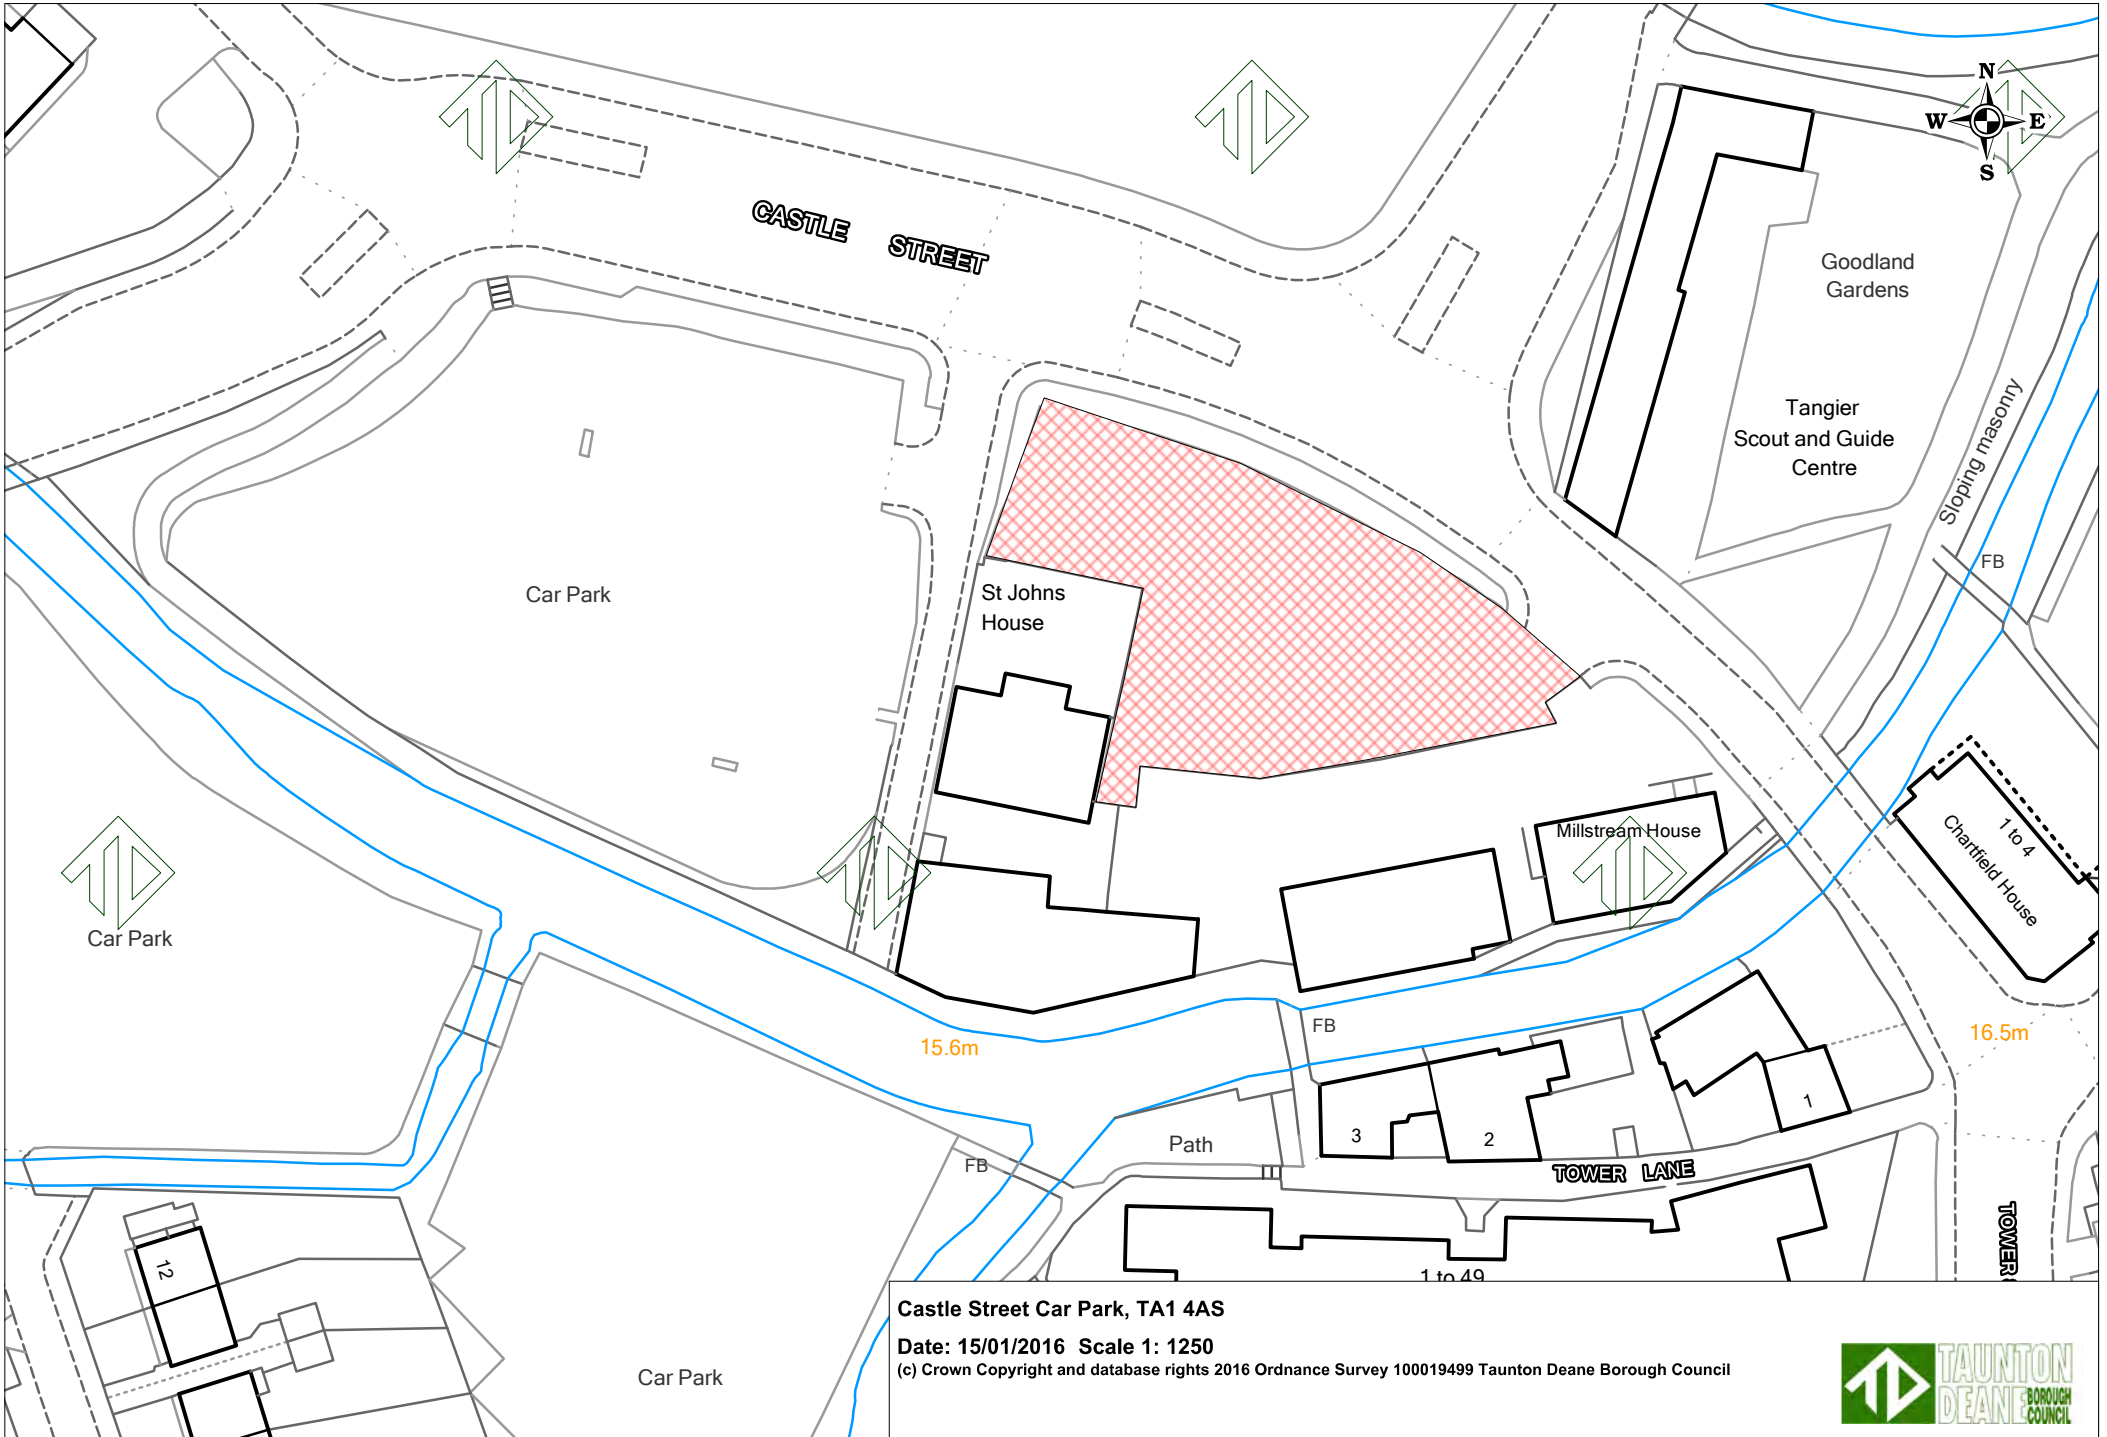 CASTLE STREET
N
W E
S
Goodland
Gardens
Tangier
Scout and Guide
Centre
Sloping masonry
FB
Car Park
St Johns
House
Millstream House
1 to 4
Chartfield House
Car Park
15.6m
FB
16.5m
3
2
1
Path
FB
TOWER LANE
TOWER
12
1 to 49
Car Park
Castle Street Car Park, TA1 4AS
Date: 15/01/2016 Scale 1: 1250
(c) Crown Copyright and database rights 2016 Ordnance Survey 100019499 Taunton Deane Borough Council
TAUNTON
DEANE BOROUGH
COUNCIL